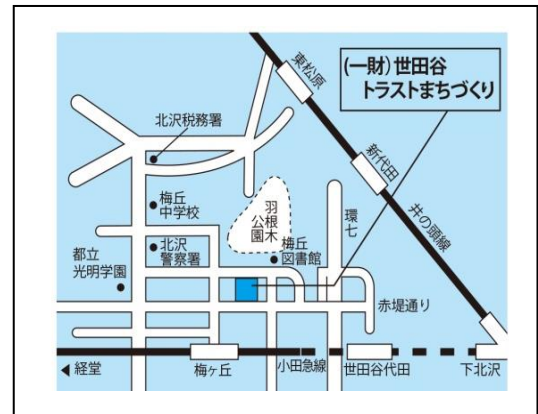 東松原
(一財)世田谷
トラストまちづくり
北沢税務署
新代田
梅丘
中学校
羽根木
公園
環七
井の頭線
北沢
警察署
梅丘
図書館
都立
光明学園
赤堤通り
◀ 経堂
梅ヶ丘
小田急線
世田谷代田
下北沢